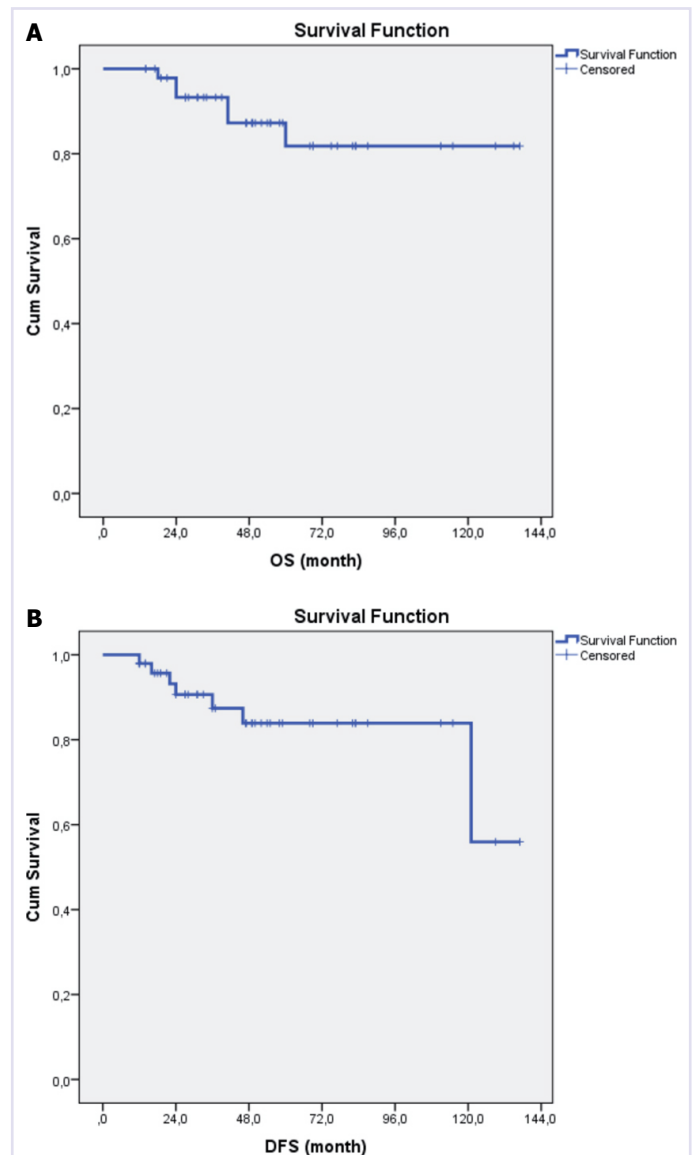 A
Survival Function
Survival Function
Censored
1,0
0,8
0,6
0,4
0,2
0,0
Cum Survival
,0 24,0 48,0 72,0 96,0 120,0 144,0
OS (month)
B
Survival Function
Survival Function
Censored
1,0
0,8
0,6
0,4
0,2
0,0
Cum Survival
,0 24,0 48,0 72,0 96,0 120,0 144,0
DFS (month)